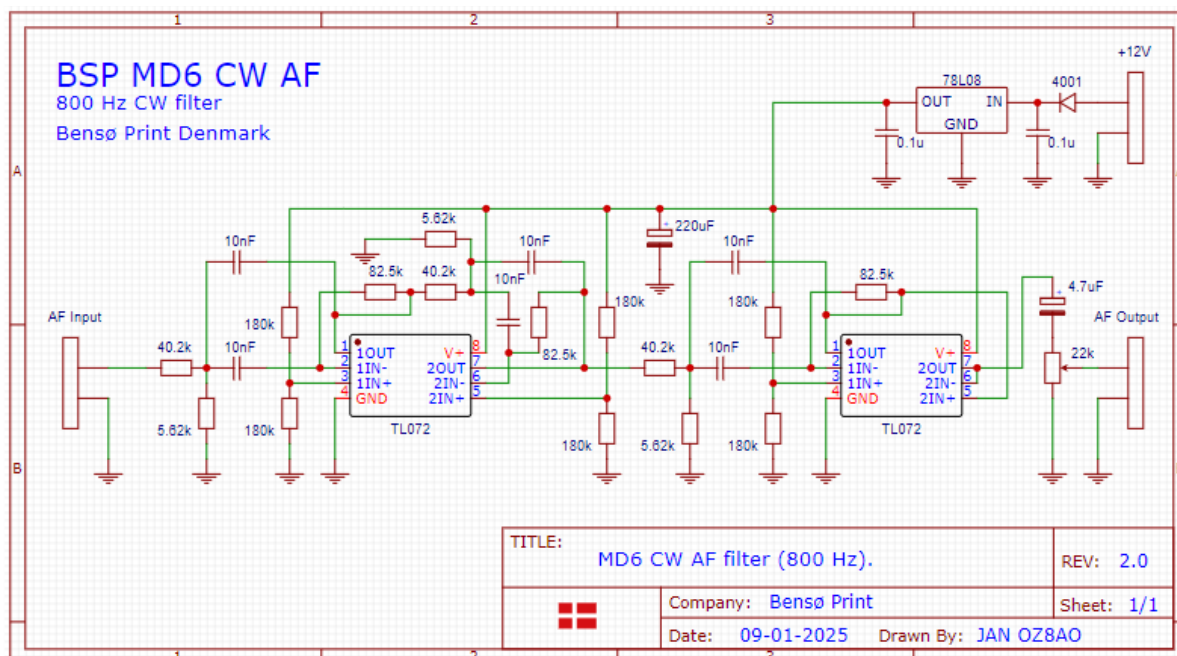 1
2
3
BSP MD6 CW AF
800 Hz CW filter
Bensø Print Denmark
+12V
78L08
4001
OUT
IN
GND
0.1u
0.1u
A
5.62k
10nF
10nF
82.5k
40.2k
10nF
220uF
10nF
82.5k
4.7uF
AF Input
180k
180k
180k
AF Output
40.2k
10nF
82.5k
40.2k
10nF
22k
1
2
3
4
1OUT
1IN-
1IN+
GND
V+
2OUT
2IN-
2IN+
8
7
6
5
1
2
3
4
1OUT
1IN-
1IN+
GND
V+
2OUT
2IN-
2IN+
8
7
6
5
5.62k
180k
TL072
180k
5.62k
180k
TL072
B
TITLE:
MD6 CW AF filter (800 Hz).
REV: 2.0
Company: Bensø Print
Sheet: 1/1
Date: 09-01-2025
Drawn By: JAN OZ8AO